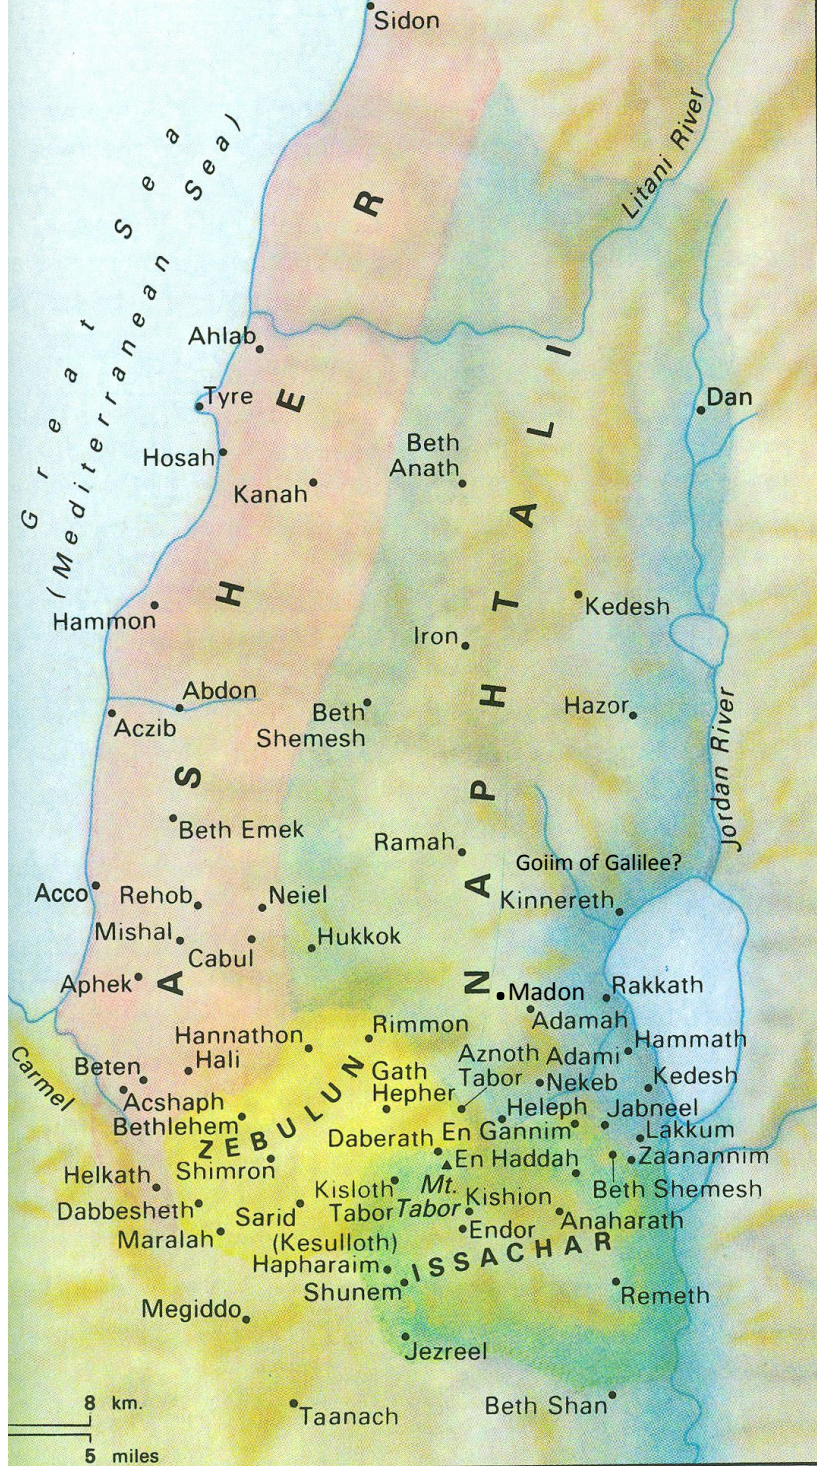 Sidon
Great Sea
(Mediterranean Sea)
Litani River
ASHER
NAPHTALI
Ahlab
Tyre
Dan
Hosah
Beth
Anath
Kanah
Hammon
Kedesh
Iron
Abdon
Aczib
Beth
Shemesh
Hazor
Jordan River
Beth Emek
Ramah
Goiim of Galilee?
Acco
Rehob
Neiel
Kinnereth
Mishal
Cabul
Hukkok
Aphek
Madon
Rakkath
Adamah
Rimmon
Hannathon
Hali
Hammath
Carmel
Beten
Gath
Hepher
Aznoth
Tabor
Adami
Nekeb
Kedesh
Acshaph
Bethlehem
ZEBULUN
Heleph
Jabneel
Daberath
En Gannim
Lakkum
Shimron
En Haddah
Zaanannim
Helkath
Kisloth
Tabor
Mt.
Tabor
Beth Shemesh
Dabbesheth
Sarid
Kishion
Anaharath
Maralah
(Kesulloth)
Endor
Hapharaim
ISSACHAR
Shunem
Remeth
Megiddo
Jezreel
8 km.
Taanach
Beth Shan
5 miles